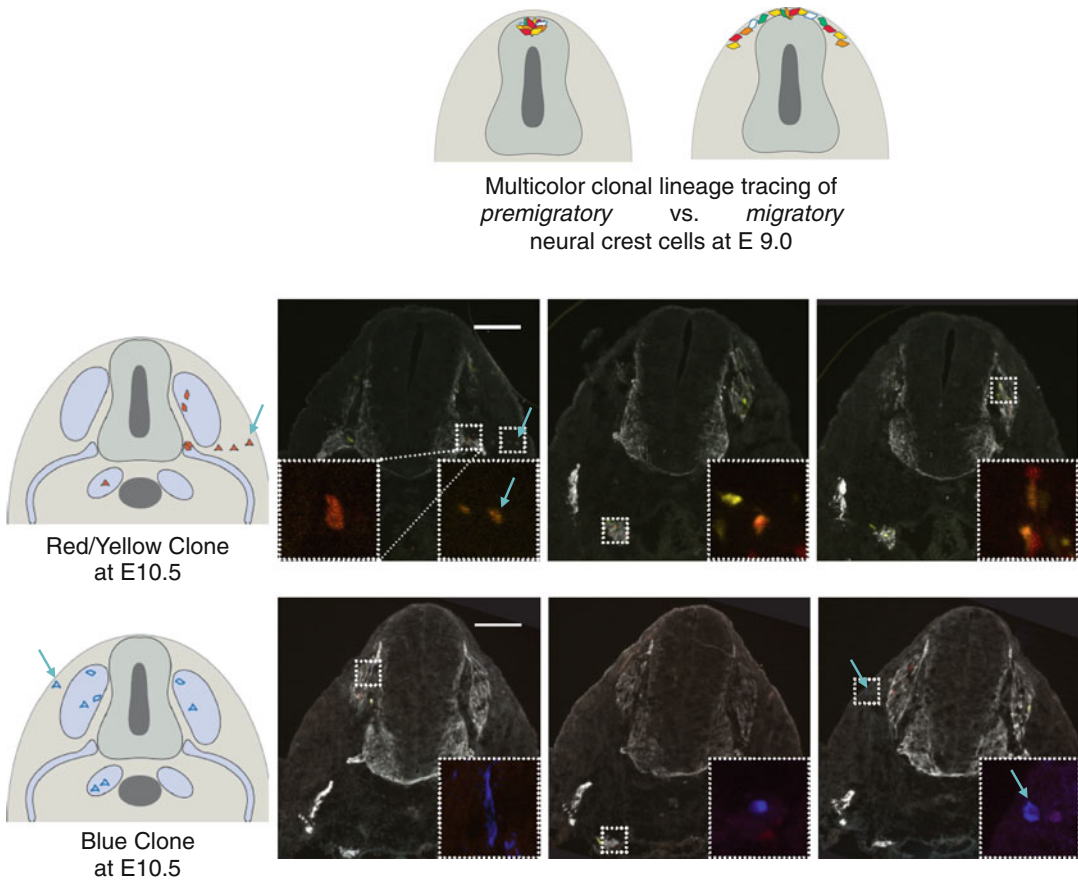 Multicolor clonal lineage tracing of
premigratory vs. migratory
neural crest cells at E 9.0
Red/Yellow Clone
at E10.5
Blue Clone
at E10.5